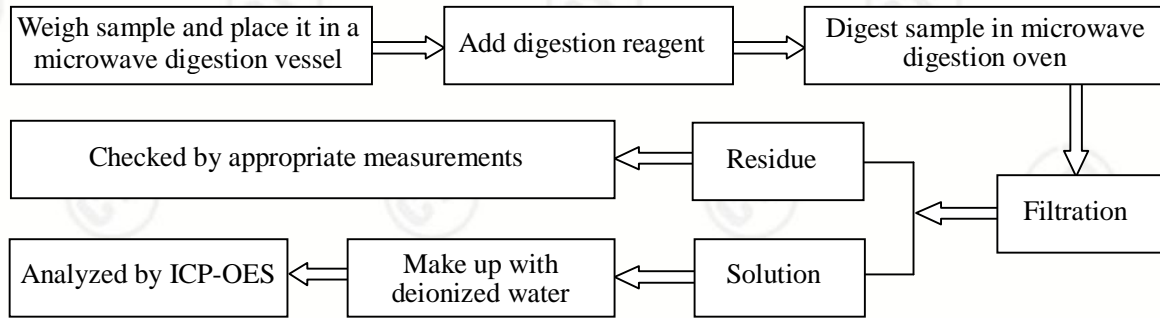 Weigh sample and place it in a
microwave digestion vessel
Add digestion reagent
Digest sample in microwave
digestion oven
Checked by appropriate measurements
Residue
Filtration
Analyzed by ICP-OES
Make up with
deionized water
Solution